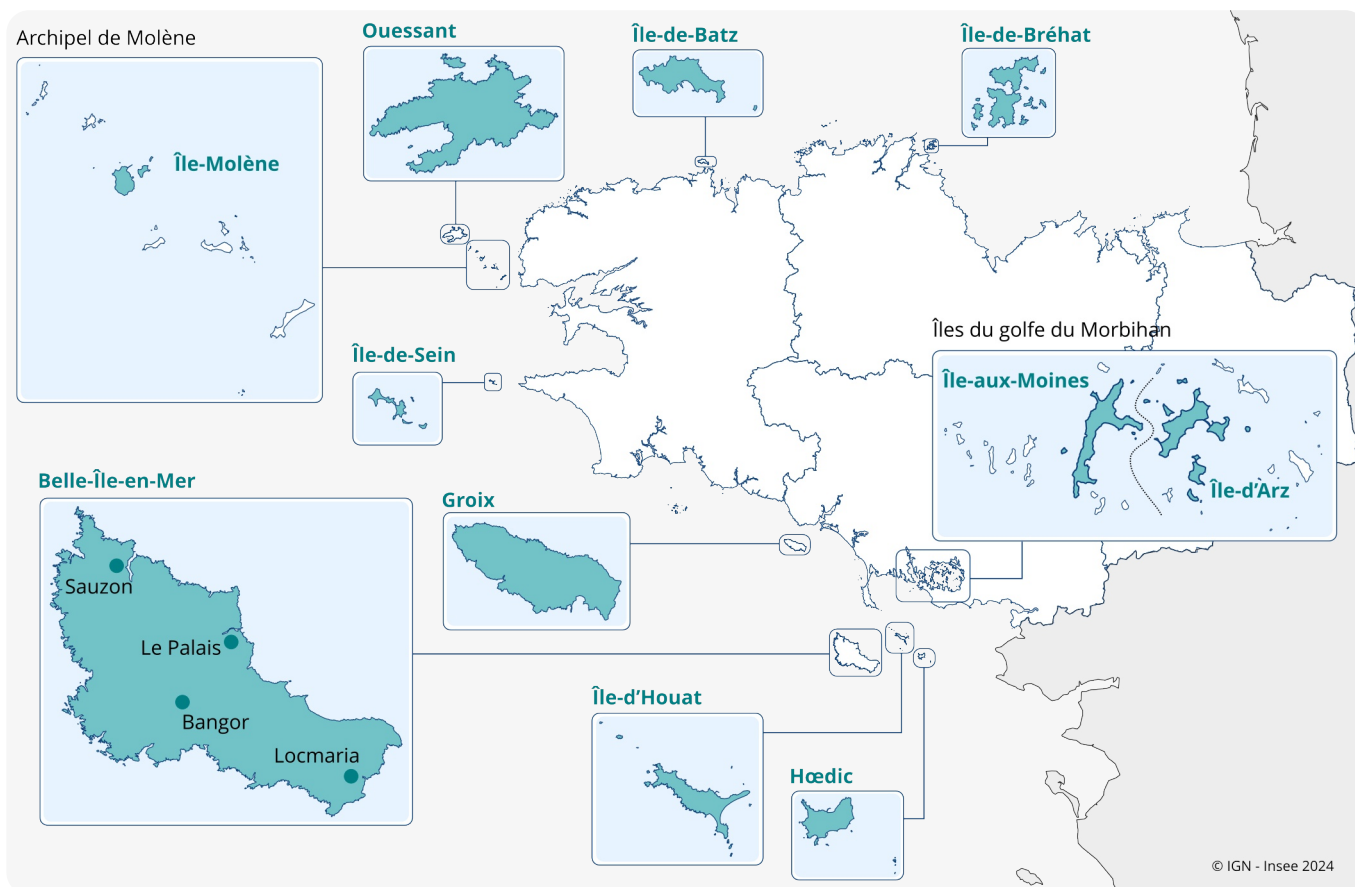 Archipel de Molène
Ouessant
Île-de-Batz
Île-de-Bréhat
Île-Molène
Îles du golfe du Morbihan
Île-de-Sein
Île-aux-Moines
Île-d’Arz
Belle-Île-en-Mer
Groix
Sauzon
Le Palais
Bangor
Locmaria
Île-d’Houat
Hœdic
© IGN - Insee 2024